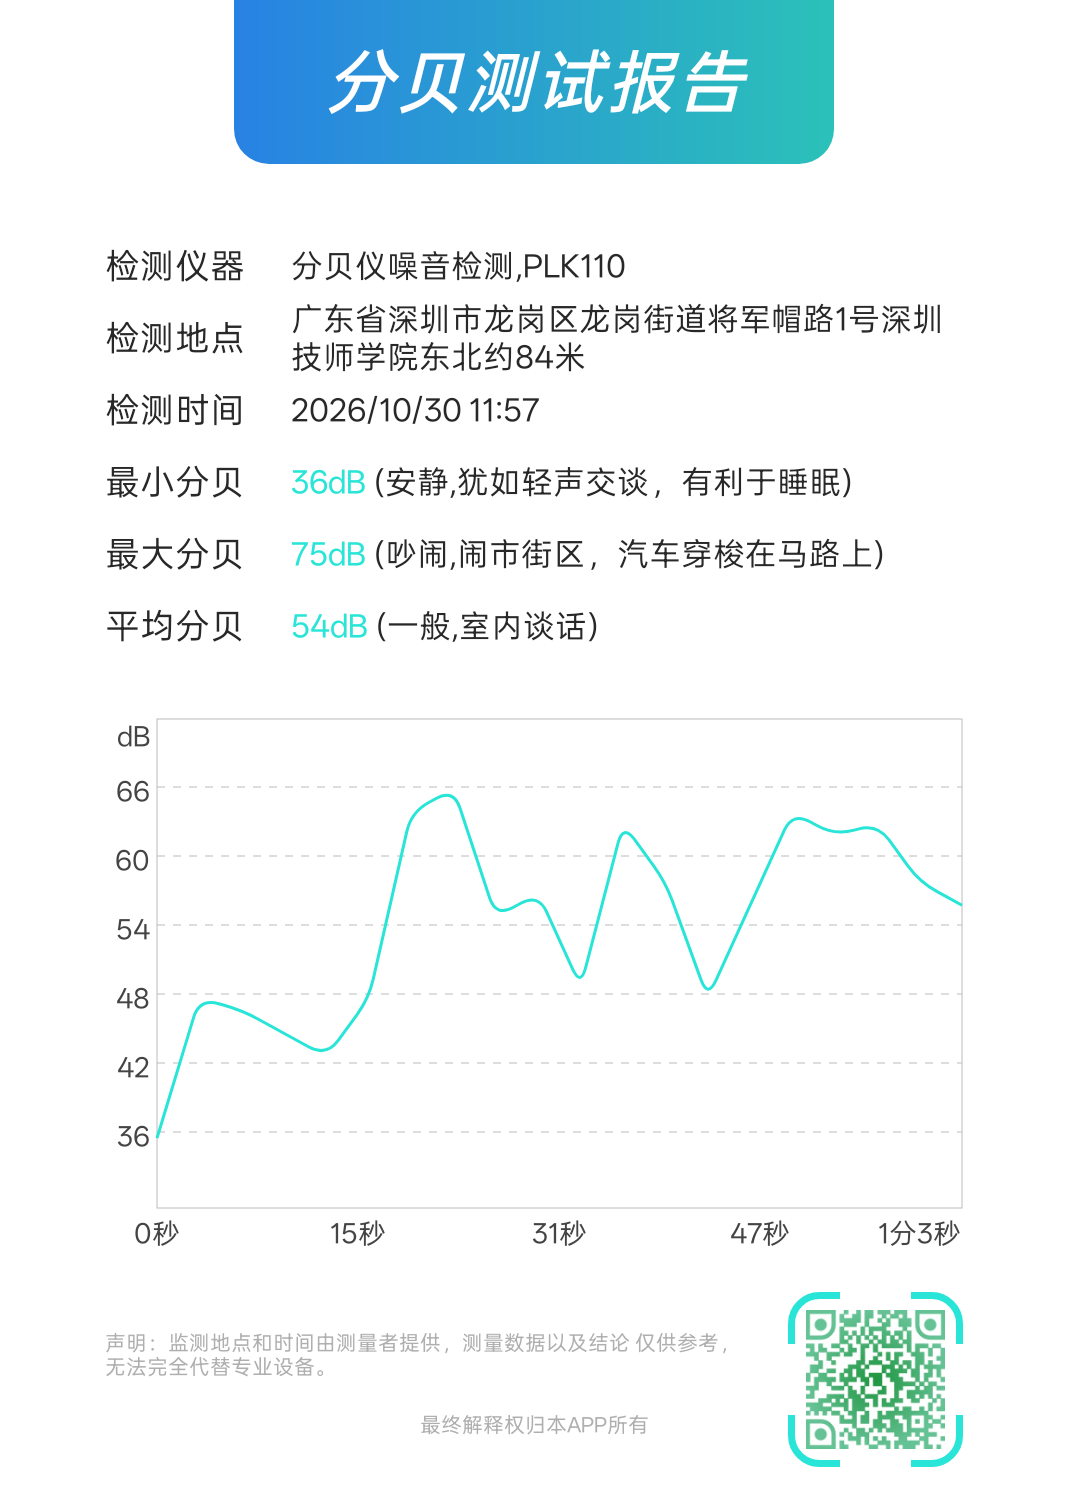 分贝测试报告
检测仪器 分贝仪噪音检测,PLK110
检测地点 广东省深圳市龙岗区龙岗街道将军帽路1号深圳
技师学院东北约84米
检测时间 2026/10/30 11:57
最小分贝 36dB (安静,犹如轻声交谈，有利于睡眠)
最大分贝 75dB (吵闹,闹市街区，汽车穿梭在马路上)
平均分贝 54dB (一般,室内谈话)
dB
66
60
54
48
42
36
0秒 15秒 31秒 47秒 1分3秒
声明：监测地点和时间由测量者提供，测量数据以及结论 仅供参考，
无法完全代替专业设备。
最终解释权归本APP所有